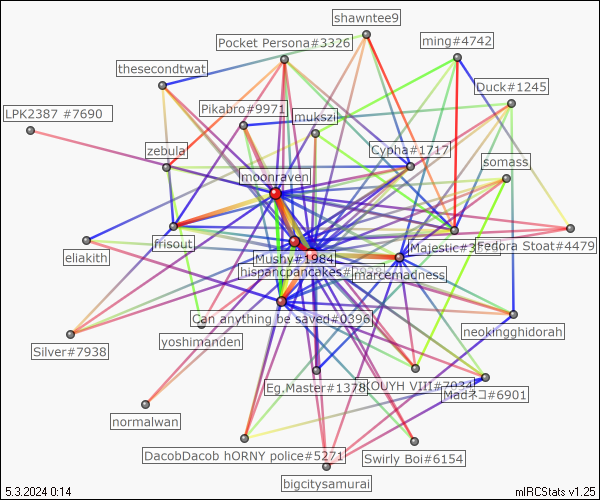 shawntee9
Pocket Persona#3326
ming#4742
thesecondtwat
Duck#1245
LPK2387 #7690
Pikabro#9971
mukszi
zebula
Cypha#1717
somass
moonraven
frisout
Majestic#3
Fedora Stoat#4479
eliakith
Mushy#1984
hispanicpancakes#
marcemadness
Can anything be saved#0396
neokingghidorah
yoshimanden
Silver#7938
Eg.Master#1378
KOUYH VIII#7034
Madネコ#6901
normalwan
DacobDacob hORNY police#5271
Swirly Boi#6154
bigcitysamurai
5.3.2024 0:14
mIRCStats v1.25